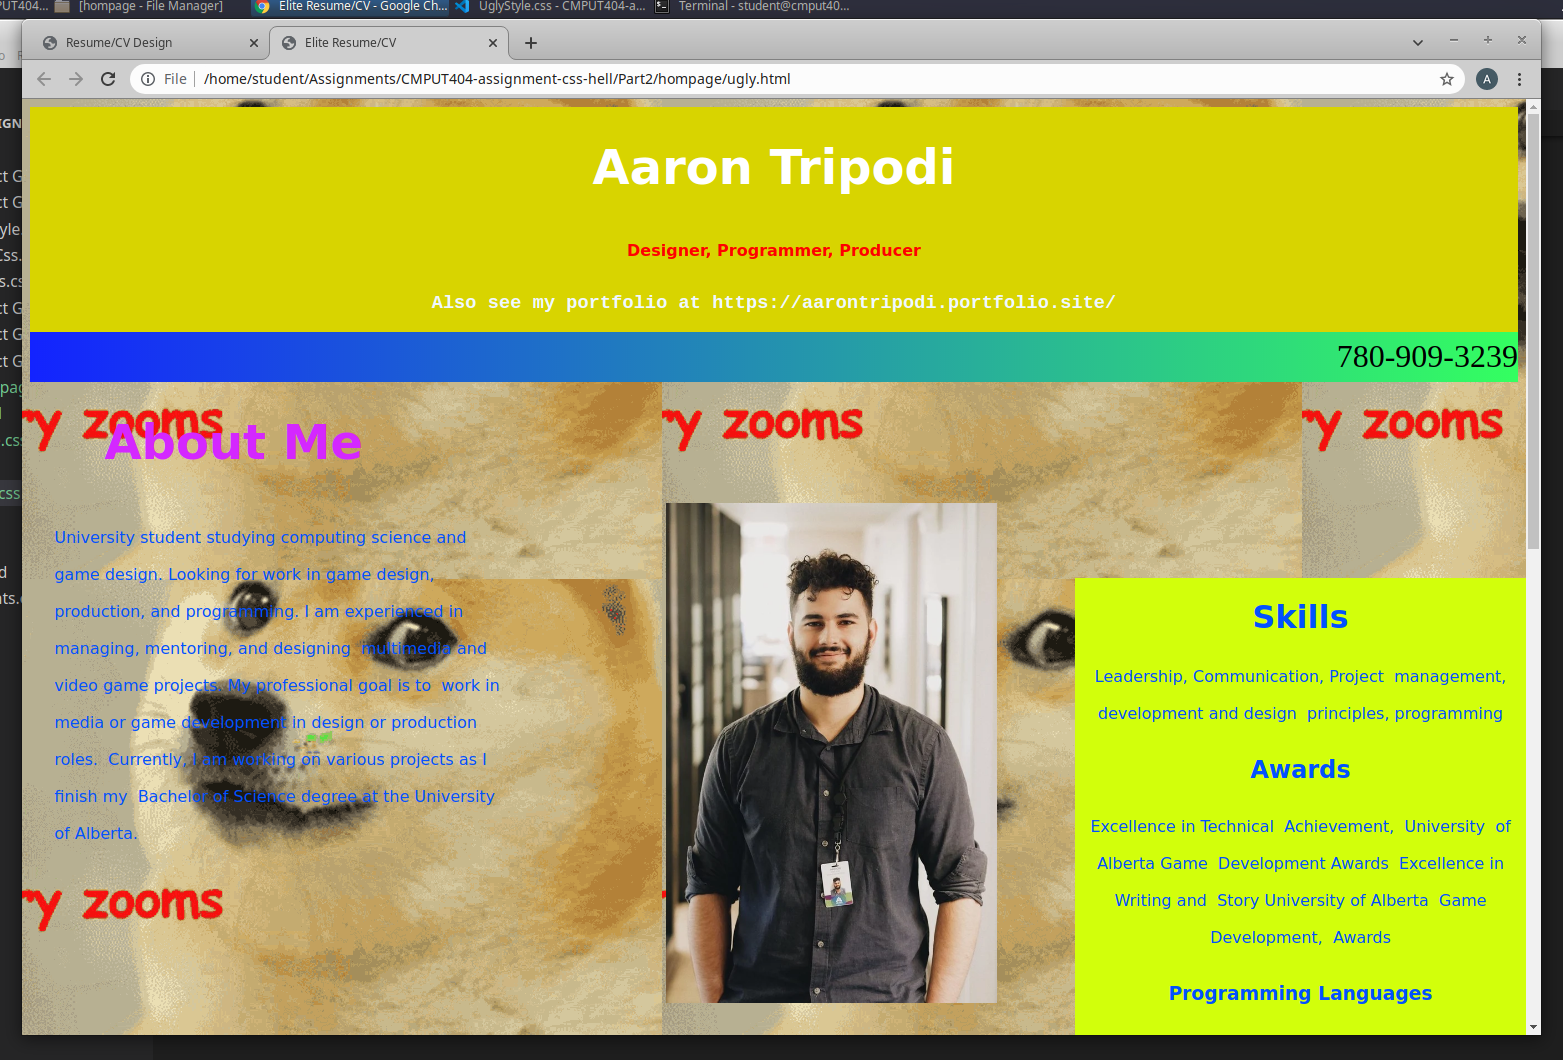 PUT404...
[hompage - File Manager]
Elite Resume/CV - Google Ch...
UglyStyle.css - CMPUT404-a...
Terminal - student@cmput40...
Resume/CV Design
Elite Resume/CV
File
/home/student/Assignments/CMPUT404-assignment-css-hell/Part2/hompage/ugly.html
A
Aaron Tripodi
Designer, Programmer, Producer
Also see my portfolio at https://aarontripodi.portfolio.site/
780-909-3239
ry zooms
ry zooms
ry zooms
About Me
University student studying computing science and
game design. Looking for work in game design,
production, and programming. I am experienced in
managing, mentoring, and designing multimedia and
video game projects. My professional goal is to work in
media or game development in design or production
roles. Currently, I am working on various projects as I
finish my Bachelor of Science degree at the University
of Alberta.
ry zooms
Skills
Leadership, Communication, Project management,
development and design principles, programming
Awards
Excellence in Technical Achievement, University of
Alberta Game Development Awards Excellence in
Writing and Story University of Alberta Game
Development, Awards
Programming Languages